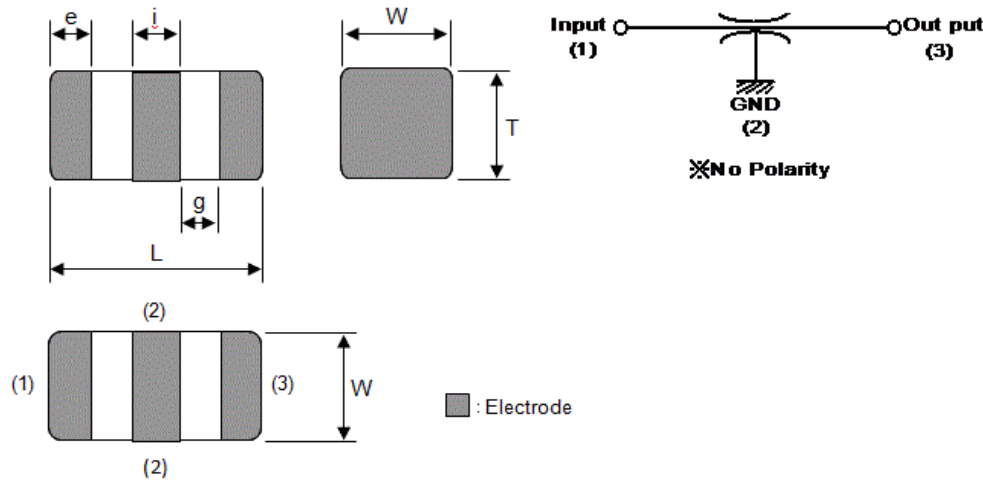 e
i
W
Input
(1)
Out put
(3)
T
GND
(2)
※No Polarity
g
L
(2)
(1)
(3)
W
: Electrode
(2)